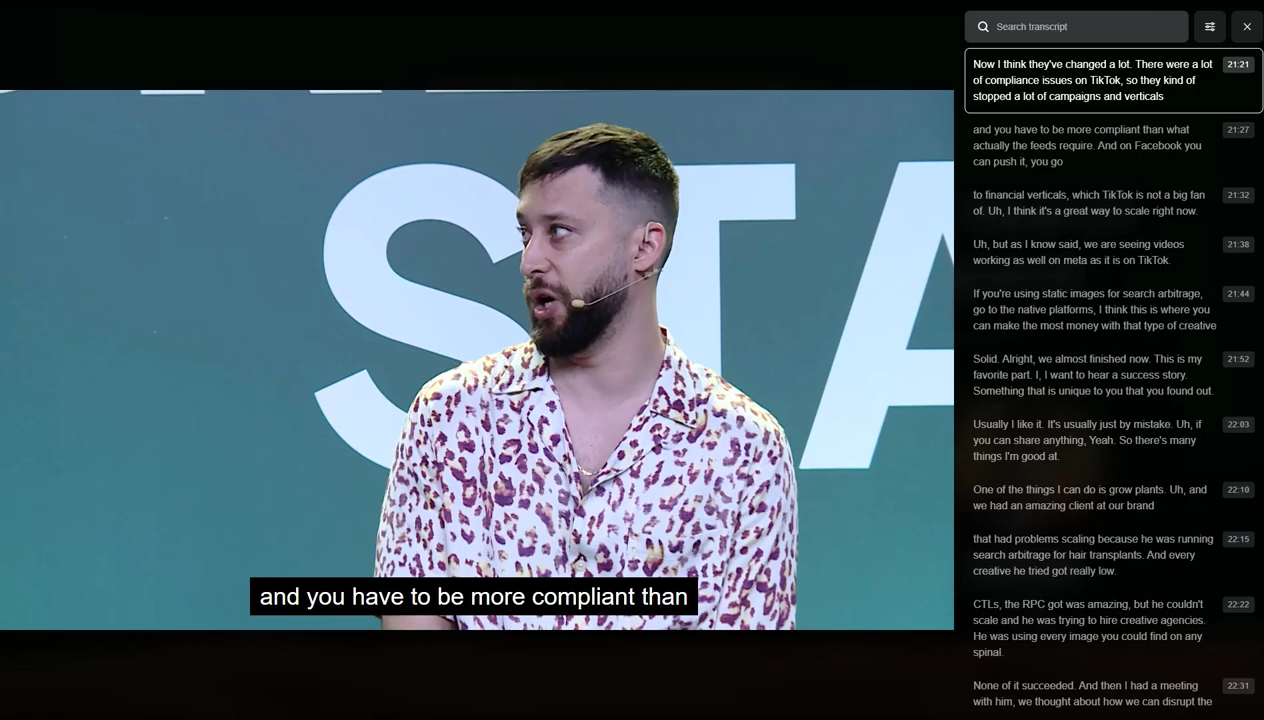 STA
and you have to be more compliant than
Search transcript
Now I think they've changed a lot. There were a lot
21:21
of compliance issues on TikTok, so they kind of
stopped a lot of campaigns and verticals
and you have to be more compliant than what
21:27
actually the feeds require. And on Facebook you
can push it, you go
to financial verticals, which TikTok is not a big fan
21:32
of. Uh, I think it's a great way to scale right now.
Uh, but as I know said, we are seeing videos
21:38
working as well on meta as it is on TikTok.
If you're using static images for search arbitrage,
21:44
go to the native platforms, I think this is where you
can make the most money with that type of creative
Solid. Alright, we almost finished now. This is my
21:52
favorite part. I, I want to hear a success story.
Something that is unique to you that you found out.
Usually I like it. It's usually just by mistake. Uh, if
22:03
you can share anything, Yeah. So there's many
things I'm good at.
One of the things I can do is grow plants. Uh, and
22:10
we had an amazing client at our brand
that had problems scaling because he was running
22:15
search arbitrage for hair transplants. And every
creative he tried got really low.
CTLs, the RPC got was amazing, but he couldn't
22:22
scale and he was trying to hire creative agencies.
He was using every image you could find on any
spinal.
None of it succeeded. And then I had a meeting
22:31
with him, we thought about how we can disrupt the